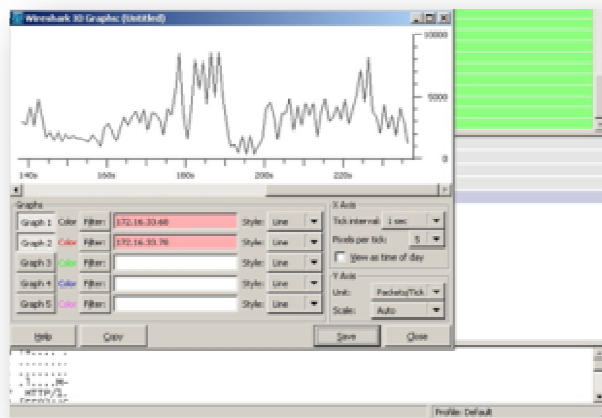 Wireshark IO Graphs: (Untitled)
10000
5000
0
140s 160s 180s 200s 220s
Graphs
Graph 1 Color Filter: 172.16.30.60 Style: Line
Graph 2 Color Filter: 172.16.30.70 Style: Line
Graph 3 Color Filter: Style: Line
Graph 4 Color Filter: Style: Line
Graph 5 Color Filter: Style: Line
X Axis
Tick interval: 1 sec
Pixels per tick: 5
View as time of day
Y Axis
Unit: Packets/Tick
Scale: Auto
Help Copy Save Close
HTTP/1.
Profile: Default